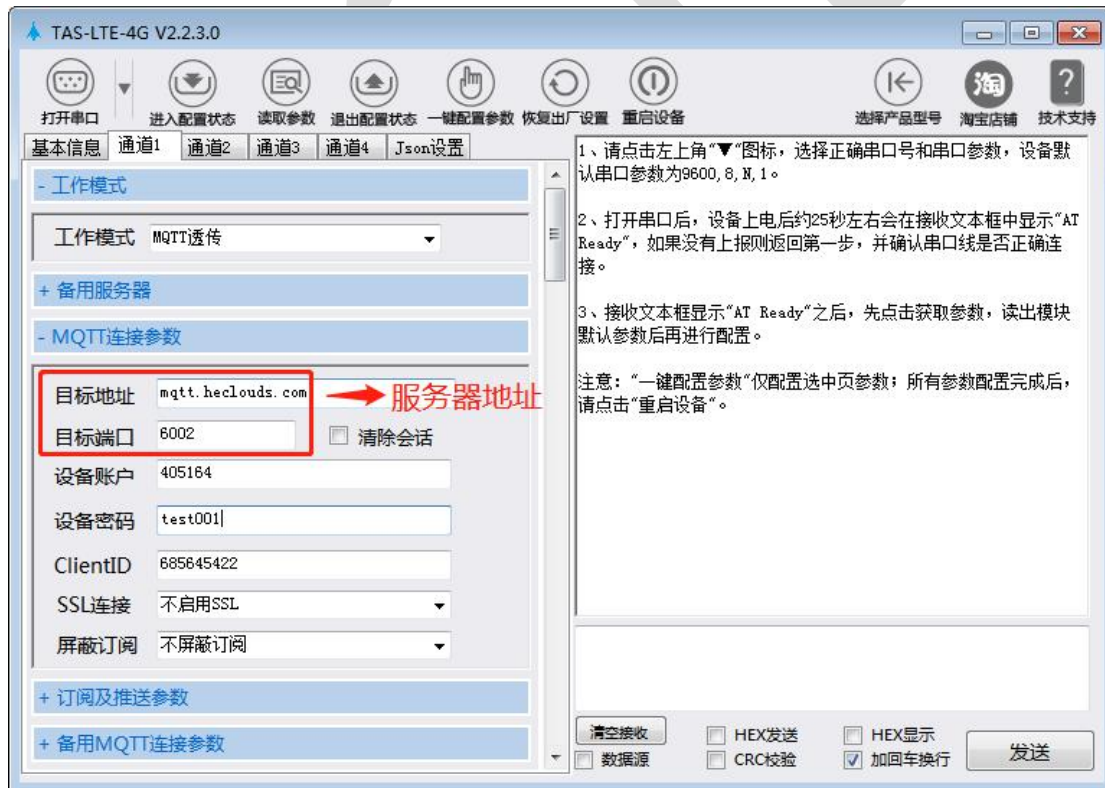 TAS-LTE-4G V2.2.3.0
打开串口
▼
进入配置状态
读取参数
退出配置状态
一键配置参数
恢复出厂设置
重启设备
选择产品型号
淘
淘宝店铺
?
技术支持
基本信息 通道1 通道2 通道3 通道4 Json设置
- 工作模式
工作模式 MQTT透传
+ 备用服务器
- MQTT连接参数
目标地址 mqtt.heclouds.com
服务器地址
目标端口 6002 清除会话
设备账户 405164
设备密码 test001
ClientID 685645422
SSL连接 不启用SSL
屏蔽订阅 不屏蔽订阅
+ 订阅及推送参数
+ 备用MQTT连接参数
1、请点击左上角“▼”图标，选择正确串口号和串口参数，设备默
认串口参数为9600,8,N,1。
2、打开串口后，设备上电后约25秒左右会在接收文本框中显示“AT
Ready”，如果没有上报则返回第一步，并确认串口线是否正确连
接。
3、接收文本框显示“AT Ready”之后，先点击获取参数，读出模块
默认参数后再进行配置。
注意：“一键配置参数”仅配置选中页参数；所有参数配置完成后，
请点击“重启设备”。
清空接收 HEX发送 HEX显示
数据源 CRC校验 加回车换行
发送